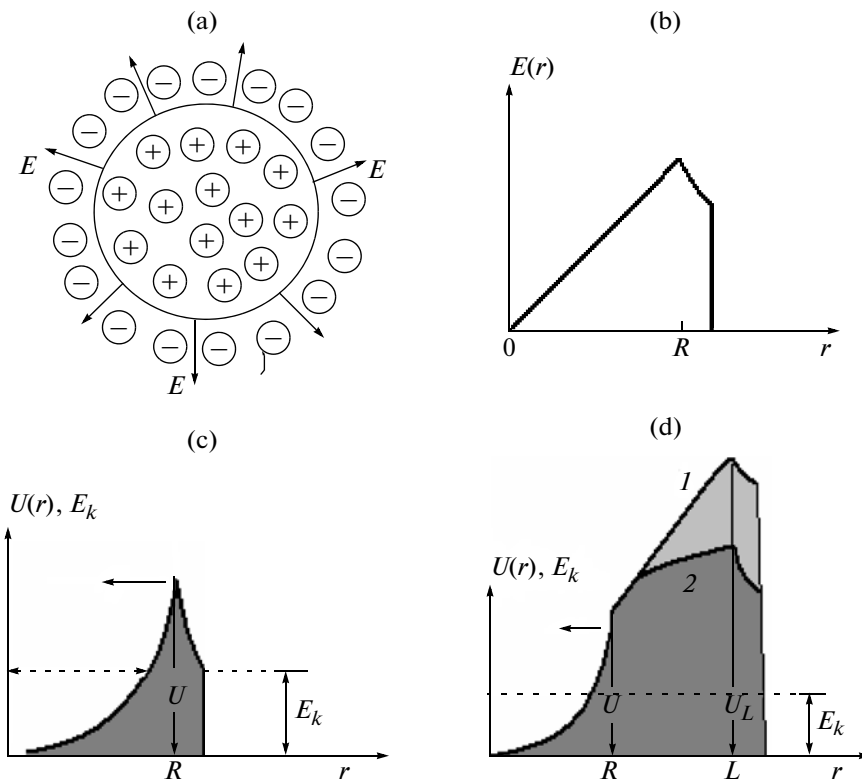 (a)
E
E
E
− − − − − − − − − − − − − − − − − −
+ + + + + + + + + + + + + + +
(b)
E(r)
0
R
r
(c)
U(r), E_k
U
E_k
R
r
(d)
1
2
U(r), E_k
U
U_L
E_k
R
L
r